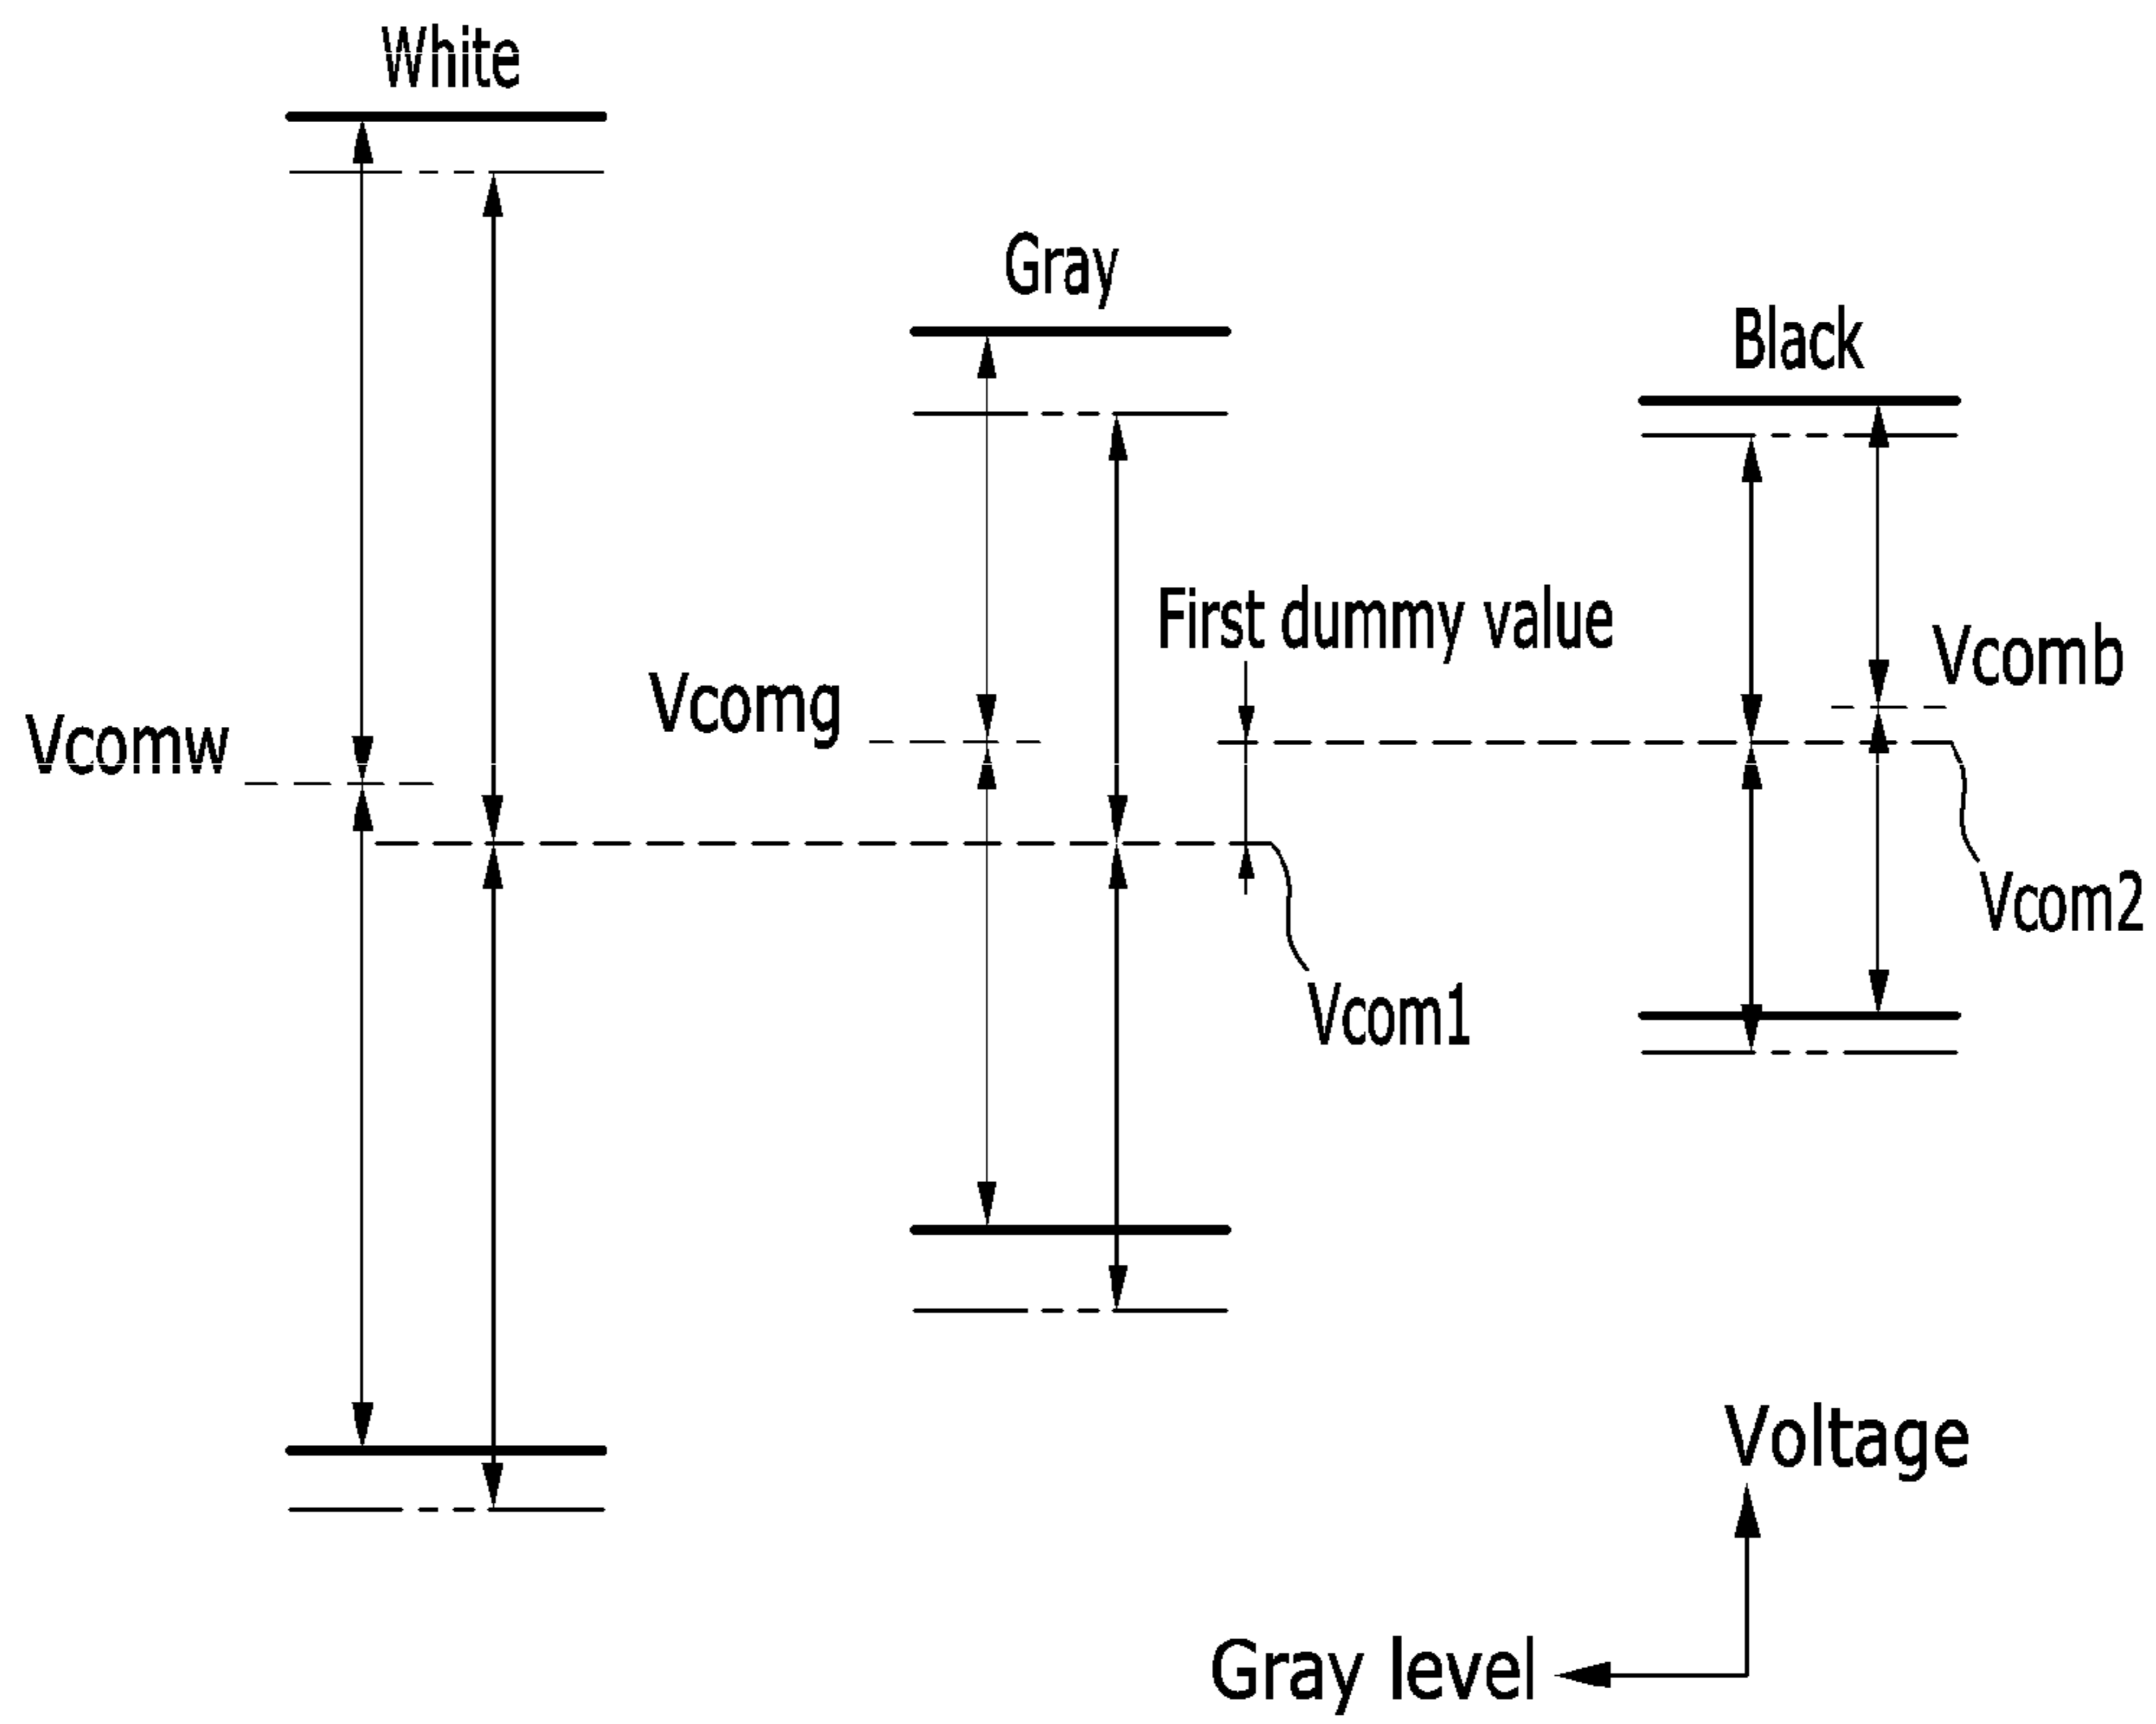 White
Gray
Black
First dummy value
Vcomb
Vcomg
Vcomw
Vcom2
Vcom1
Voltage
Gray level